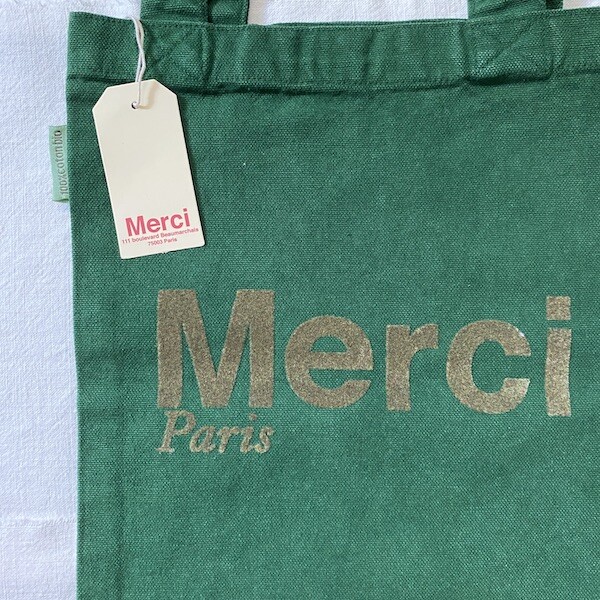 100% coton bio
Merci
111 boulevard Beaumarchais
75003 Paris
Merci
Paris